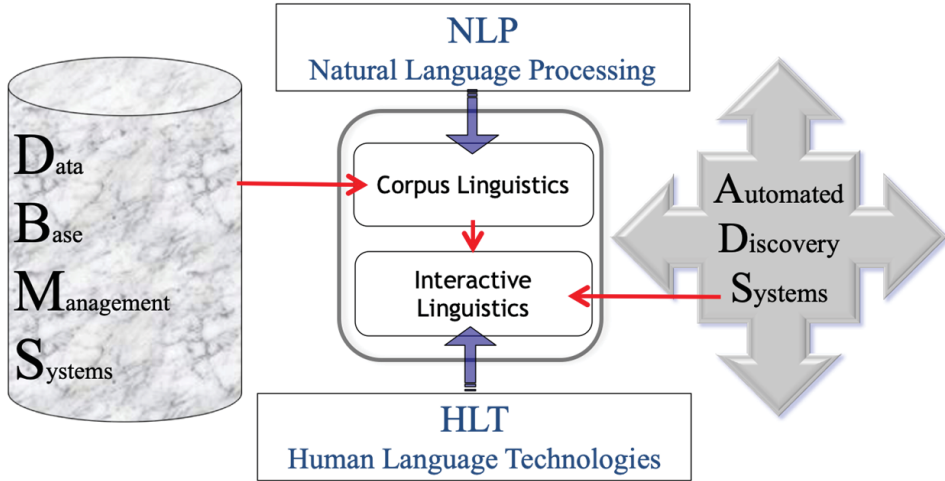 NLP
Natural Language Processing
Data
Base
Management
Systems
Corpus Linguistics
Interactive
Linguistics
Automated
Discovery
Systems
HLT
Human Language Technologies